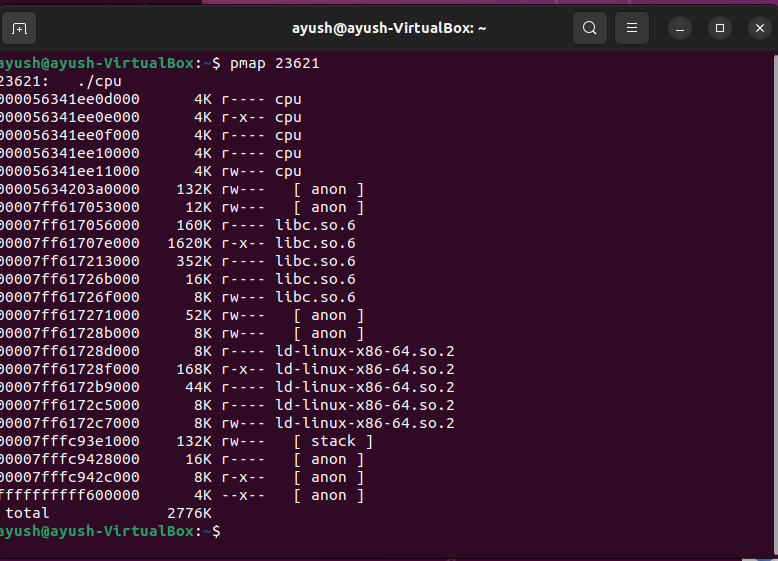 ayush@ayush-VirtualBox: ~
ayush@ayush-VirtualBox:~$ pmap 23621
23621:   ./cpu
000056341ee0d000      4K r---- cpu
000056341ee0e000      4K r-x-- cpu
000056341ee0f000      4K r---- cpu
000056341ee10000      4K r---- cpu
000056341ee11000      4K rw--- cpu
00005634203a0000    132K rw---   [ anon ]
00007ff617053000     12K rw---   [ anon ]
00007ff617056000    160K r---- libc.so.6
00007ff61707e000   1620K r-x-- libc.so.6
00007ff617213000    352K r---- libc.so.6
00007ff61726b000     16K r---- libc.so.6
00007ff61726f000      8K rw--- libc.so.6
00007ff617271000     52K rw---   [ anon ]
00007ff61728b000      8K rw---   [ anon ]
00007ff61728d000      8K r---- ld-linux-x86-64.so.2
00007ff61728f000    168K r-x-- ld-linux-x86-64.so.2
00007ff6172b9000     44K r---- ld-linux-x86-64.so.2
00007ff6172c5000      8K r---- ld-linux-x86-64.so.2
00007ff6172c7000      8K rw--- ld-linux-x86-64.so.2
00007fffc93e1000    132K rw---   [ stack ]
00007fffc9428000     16K r----   [ anon ]
00007fffc942c000      8K r-x--   [ anon ]
ffffffffff600000      4K --x--   [ anon ]
 total             2776K
ayush@ayush-VirtualBox:~$